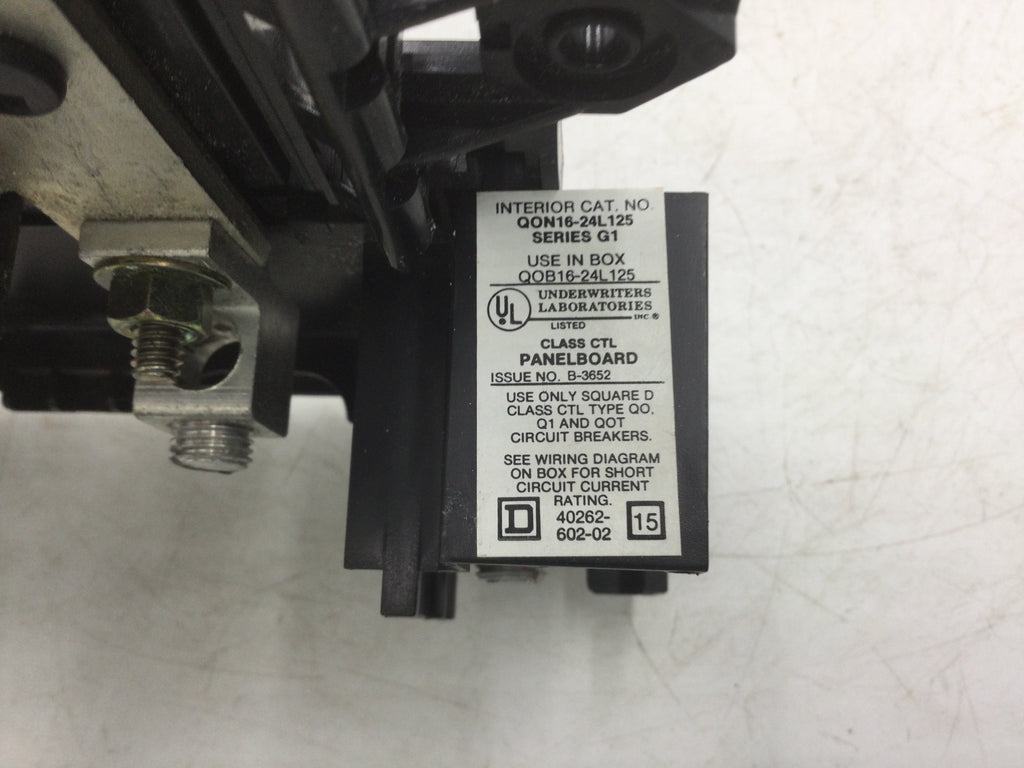 INTERIOR CAT. NO.
QON16-24L125
SERIES G1
USE IN BOX
QOB16-24L125
UL
UNDERWRITERS
LABORATORIES
INC.®
LISTED
CLASS CTL
PANELBOARD
ISSUE NO. B-3652
USE ONLY SQUARE D
CLASS CTL TYPE QO,
Q1 AND QOT
CIRCUIT BREAKERS.
SEE WIRING DIAGRAM
ON BOX FOR SHORT
CIRCUIT CURRENT
RATING.
D 40262- 15
602-02